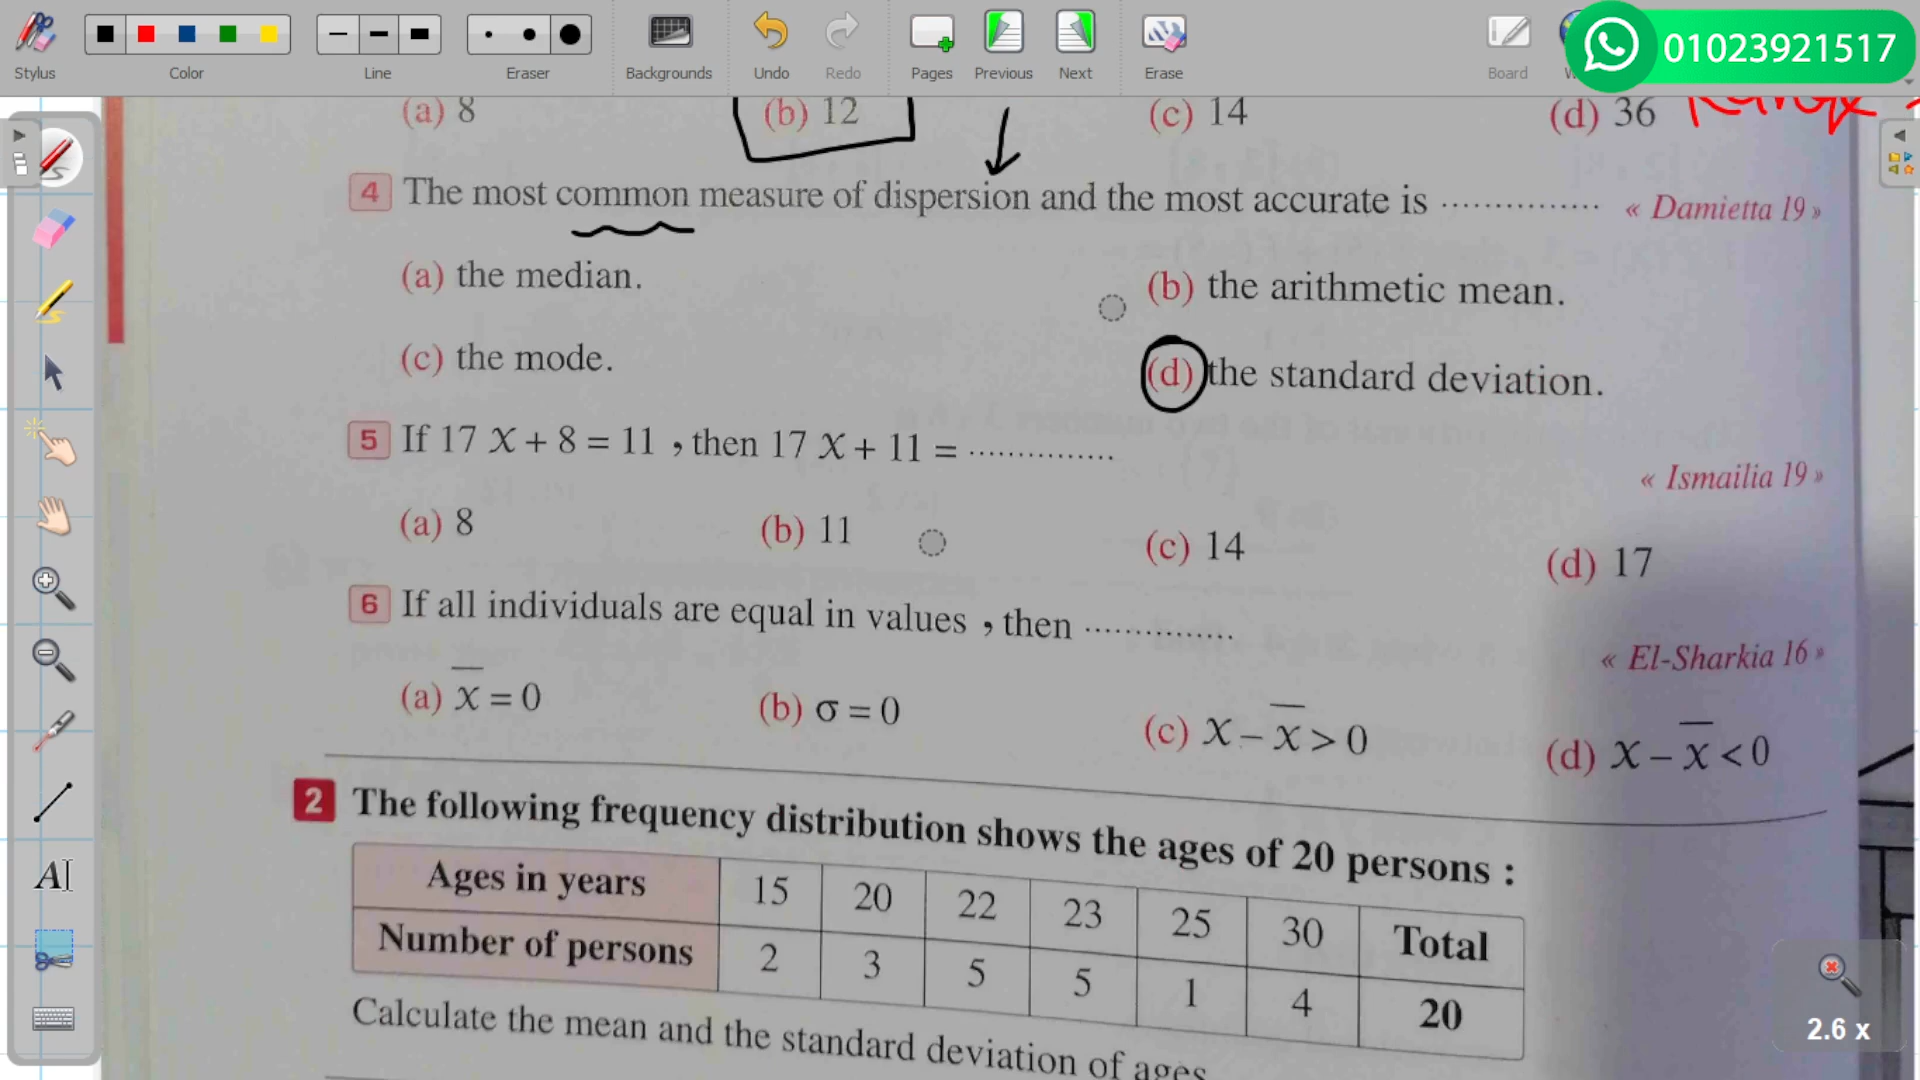 Stylus Color Line Eraser Backgrounds Undo Redo Pages Previous Next Erase Board
01023921517
(a) 8 (b) 12 (c) 14 (d) 36 Range
4 The most common measure of dispersion and the most accurate is ............... « Damietta 19 »
(a) the median. (b) the arithmetic mean.
(c) the mode. (d) the standard deviation.
5 If 17 X + 8 = 11 , then 17 X + 11 = ............... « Ismailia 19 »
(a) 8 (b) 11 (c) 14 (d) 17
6 If all individuals are equal in values , then ............... « El-Sharkia 16 »
(a) x̄ = 0 (b) σ = 0 (c) X – x̄ > 0 (d) X – x̄ < 0
2 The following frequency distribution shows the ages of 20 persons :
Ages in years 15 20 22 23 25 30 Total
Number of persons 2 3 5 5 1 4 20
Calculate the mean and the standard deviation of ages
2.6 x